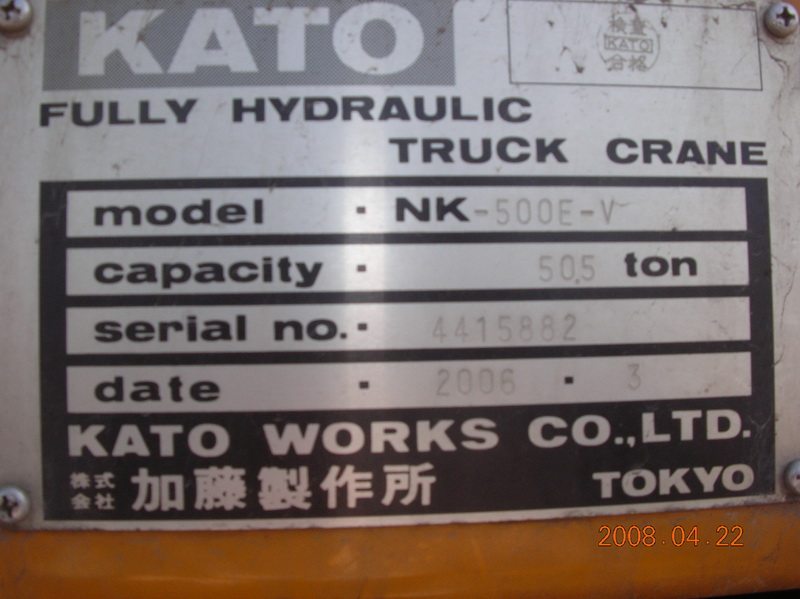 KATO
検査
KATO
合格
FULLY HYDRAULIC
TRUCK CRANE
model · NK-500E-V
capacity · 50.5 ton
serial no. · 4415882
date · 2006 · 3
KATO WORKS CO.,LTD.
株式会社 加藤製作所 TOKYO
2008.04.22